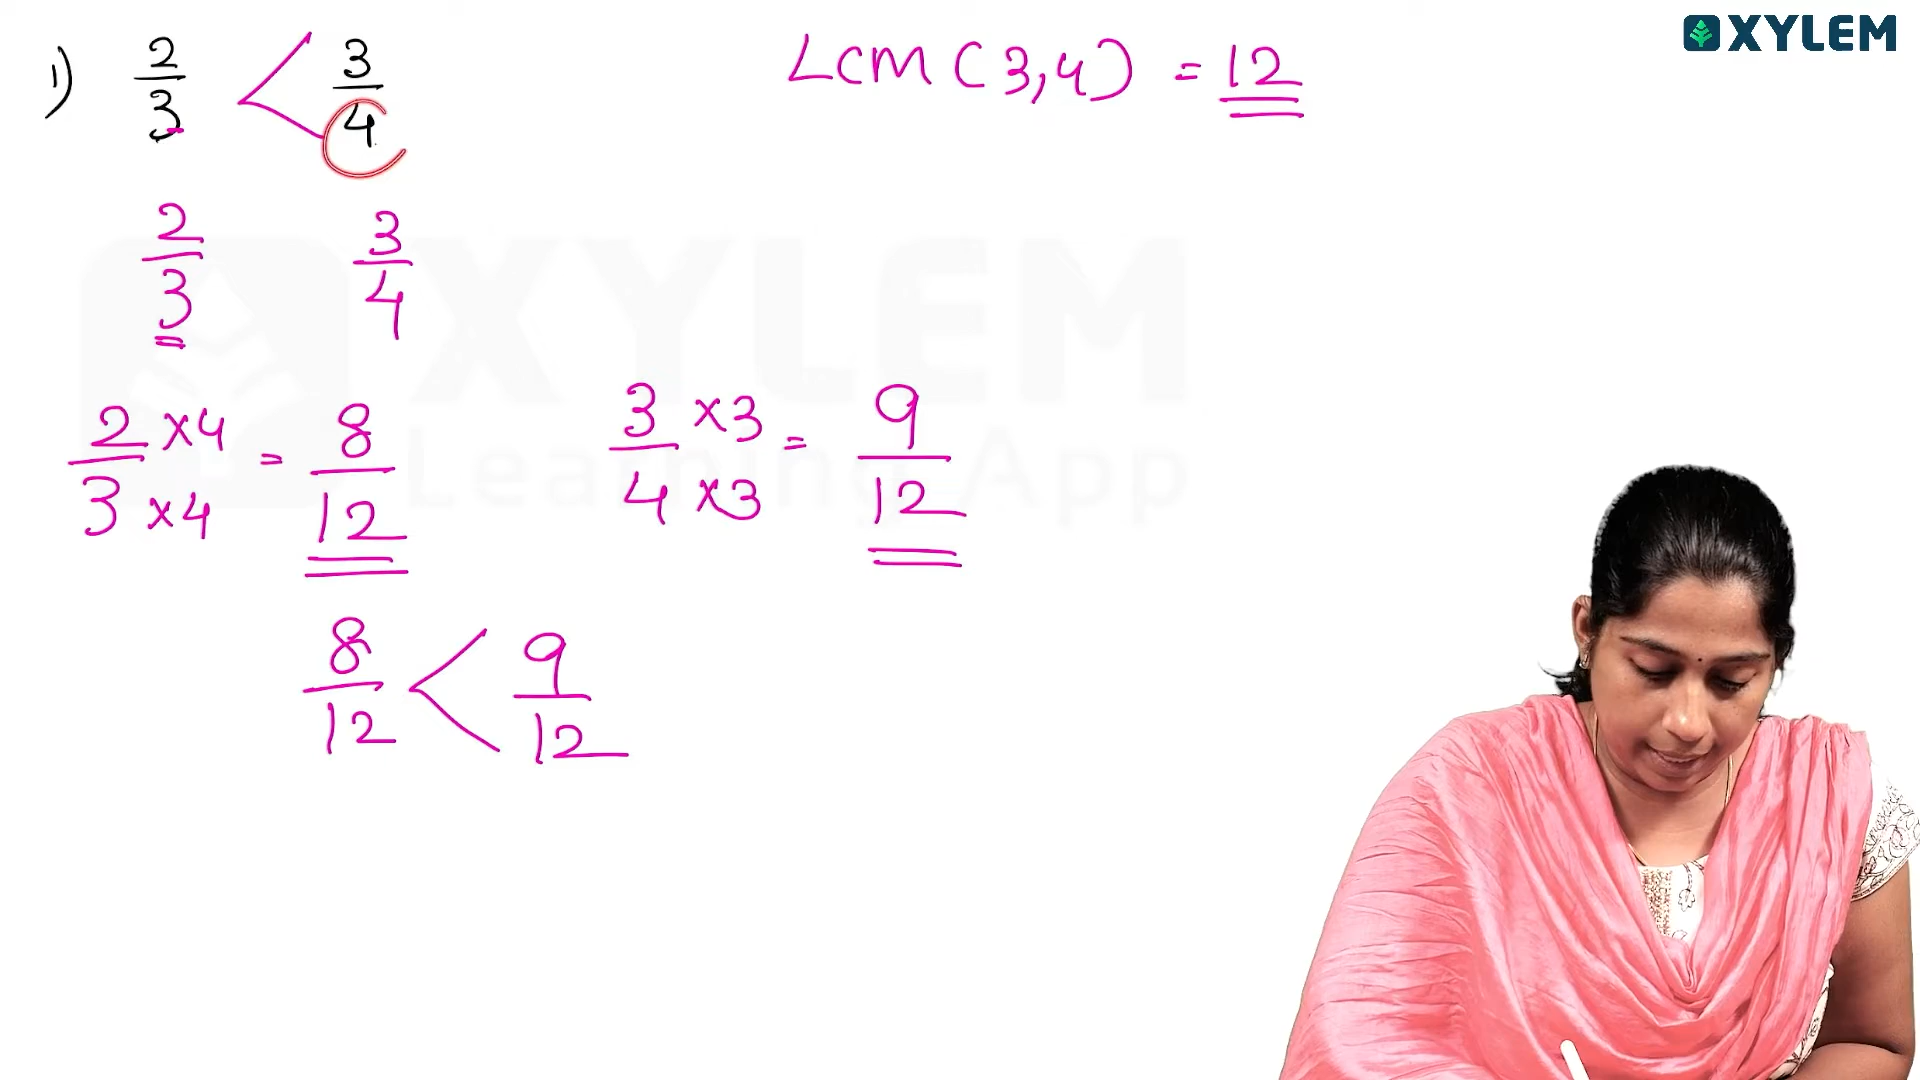 1) 2/3 < 3/4
LCM (3,4) = 12
XYLEM
2/3 3/4
XYLEM
Learning App
2×4/3×4 = 8/12
3×3/4×3 = 9/12
8/12 < 9/12